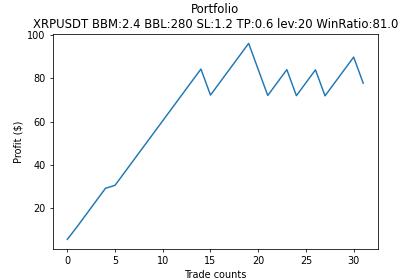 Portfolio
XRPUSDT BBM:2.4 BBL:280 SL:1.2 TP:0.6 lev:20 WinRatio:81.0
100
80
60
40
20
Profit ($)
0 5 10 15 20 25 30
Trade counts